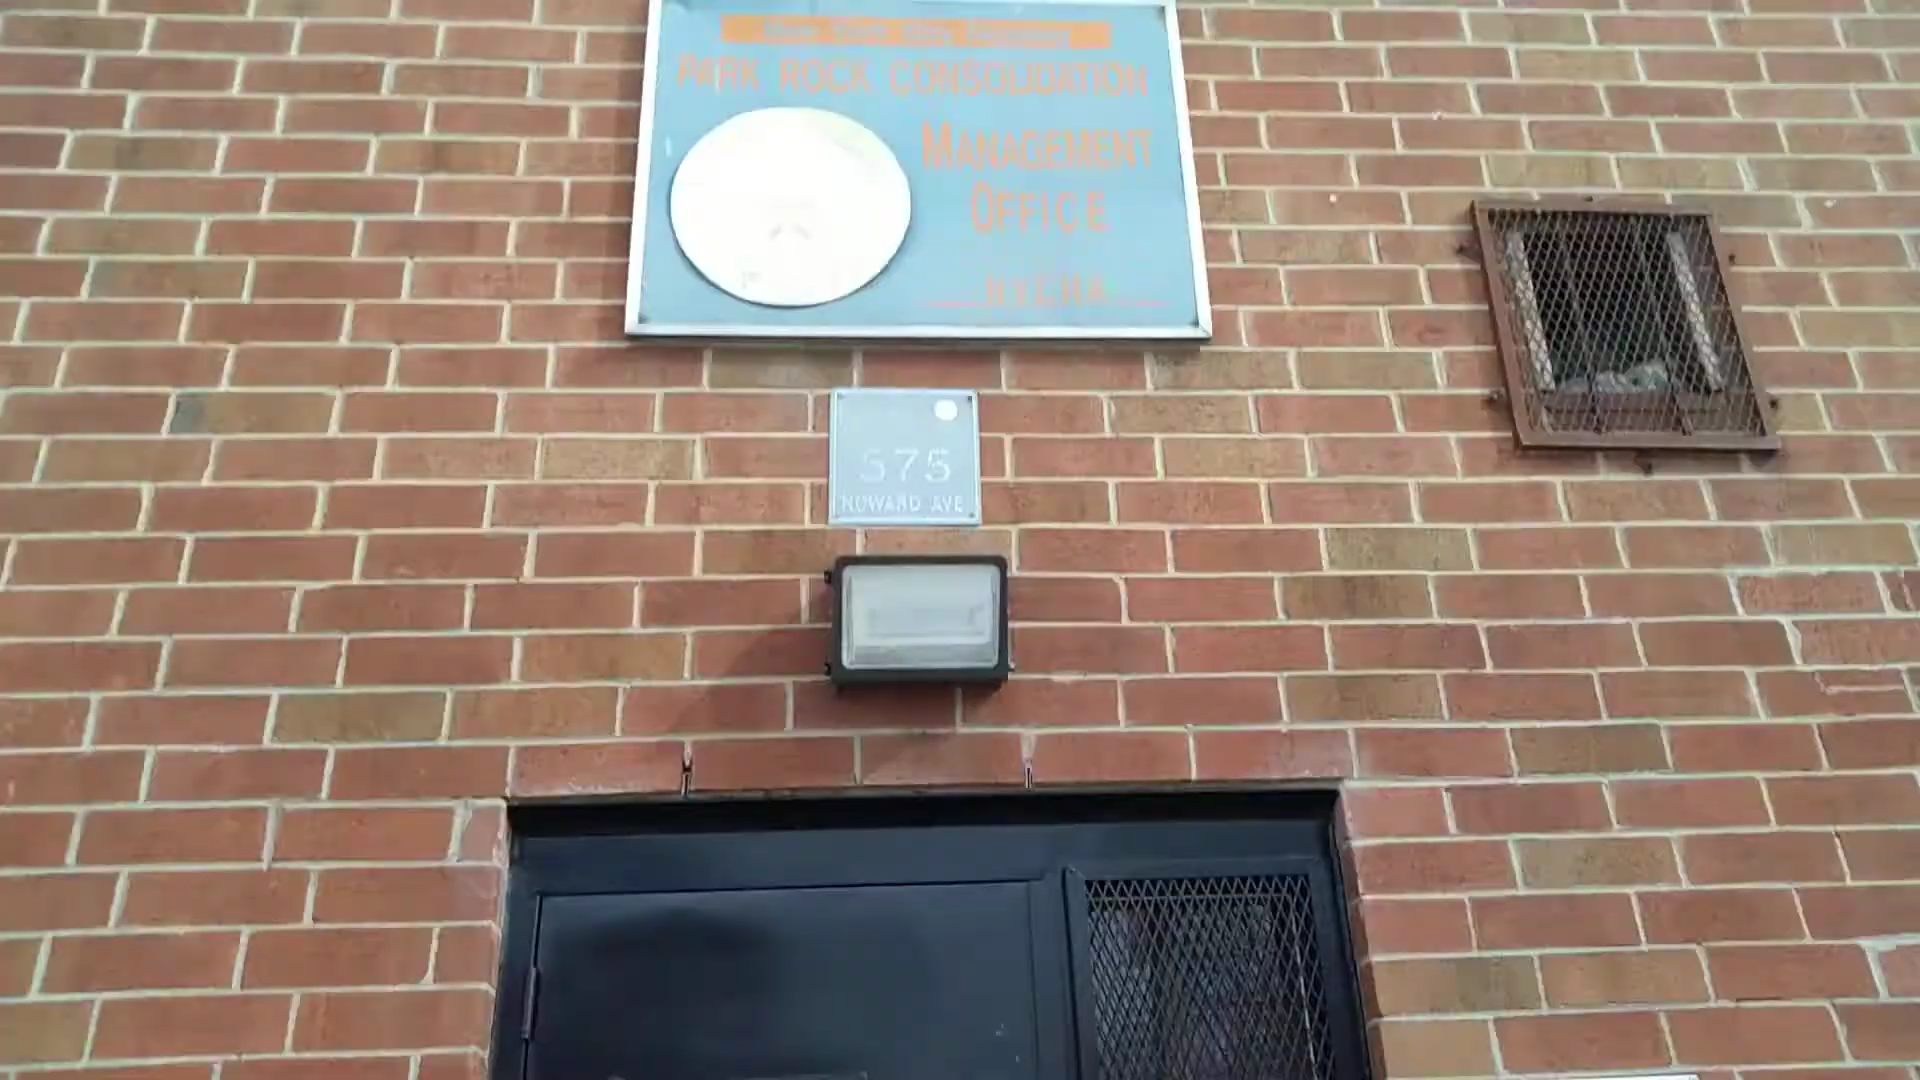 PARK ROCK CONSOLIDATION
MANAGEMENT
OFFICE
NYCHA
575
HOWARD AVE